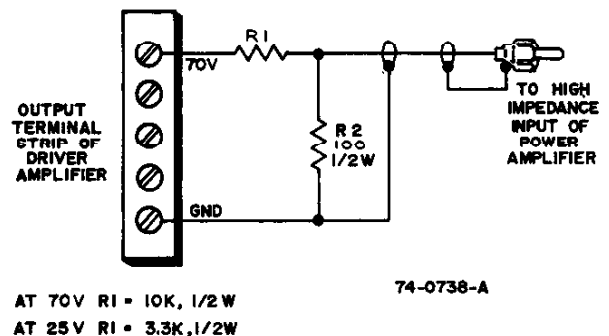 R1
70V
OUTPUT
TERMINAL
STRIP OF
DRIVER
AMPLIFIER
R2
100
1/2W
TO HIGH
IMPEDANCE
INPUT OF
POWER
AMPLIFIER
GND
74-0738-A
AT 70V R1 = 10K, 1/2W
AT 25V R1 = 3.3K, 1/2W